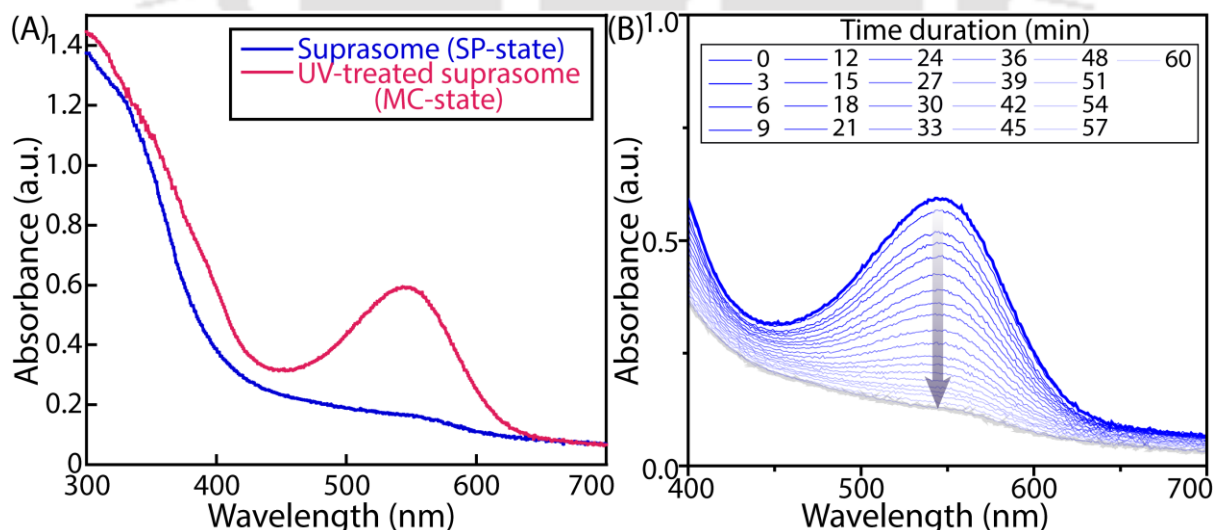 (A)
Absorbance (a.u.)
1.4
1.2
1.0
0.8
0.6
0.4
0.2
0
Suprasome (SP-state)
UV-treated suprasome
(MC-state)
300 400 500 600 700
Wavelength (nm)
(B)
Absorbance (a.u.)
1.0
0.5
0.0
Time duration (min)
0 12 24 36 48 60
3 15 27 39 51
6 18 30 42 54
9 21 33 45 57
400 500 600 700
Wavelength (nm)